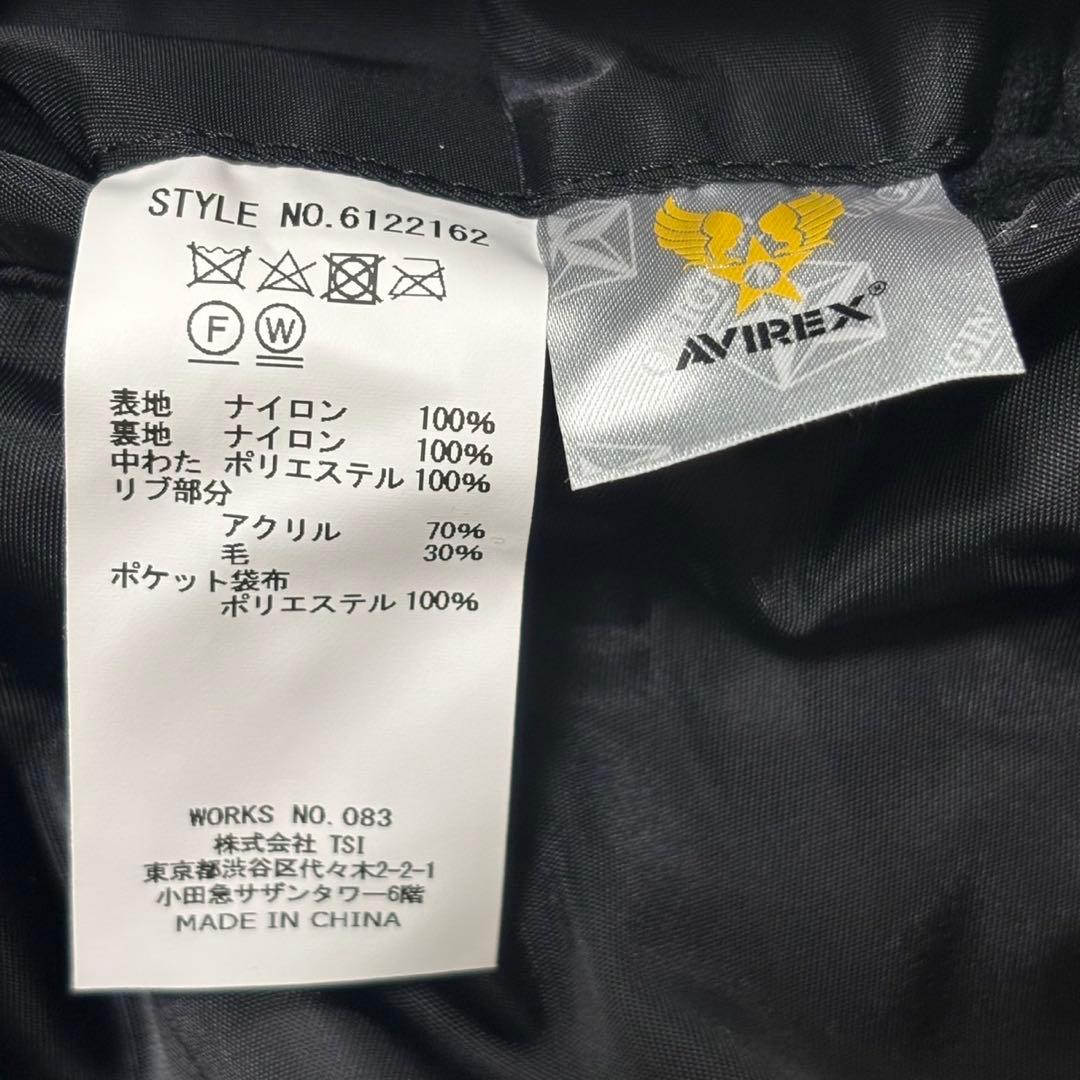 STYLE NO.6122162
F W
表地 ナイロン 100%
裏地 ナイロン 100%
中わた ポリエステル 100%
リブ部分
アクリル 70%
毛 30%
ポケット袋布
ポリエステル 100%
WORKS NO. 083
株式会社 TSI
東京都渋谷区代々木2-2-1
小田急サザンタワー6階
MADE IN CHINA
AVIREX®